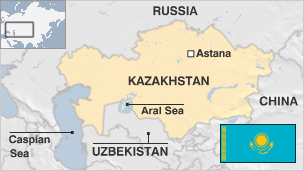 RUSSIA
Astana
KAZAKHSTAN
CHINA
Aral Sea
Caspian
Sea
UZBEKISTAN